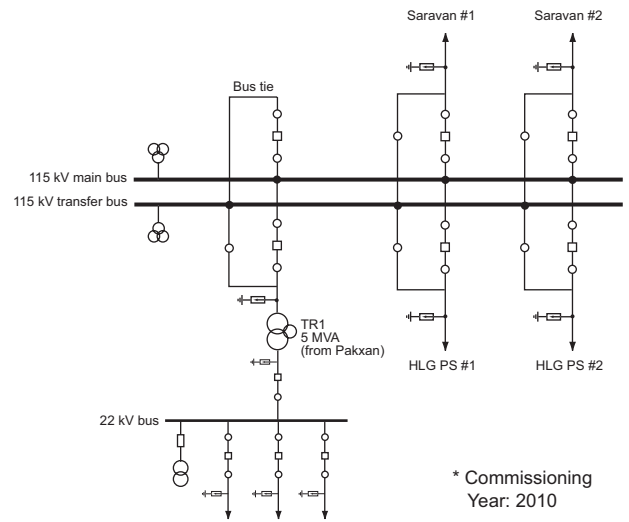 Saravan #1
Saravan #2
Bus tie
115 kV main bus
115 kV transfer bus
TR1
5 MVA
(from Pakxan)
HLG PS #1
HLG PS #2
22 kV bus
* Commissioning
Year: 2010